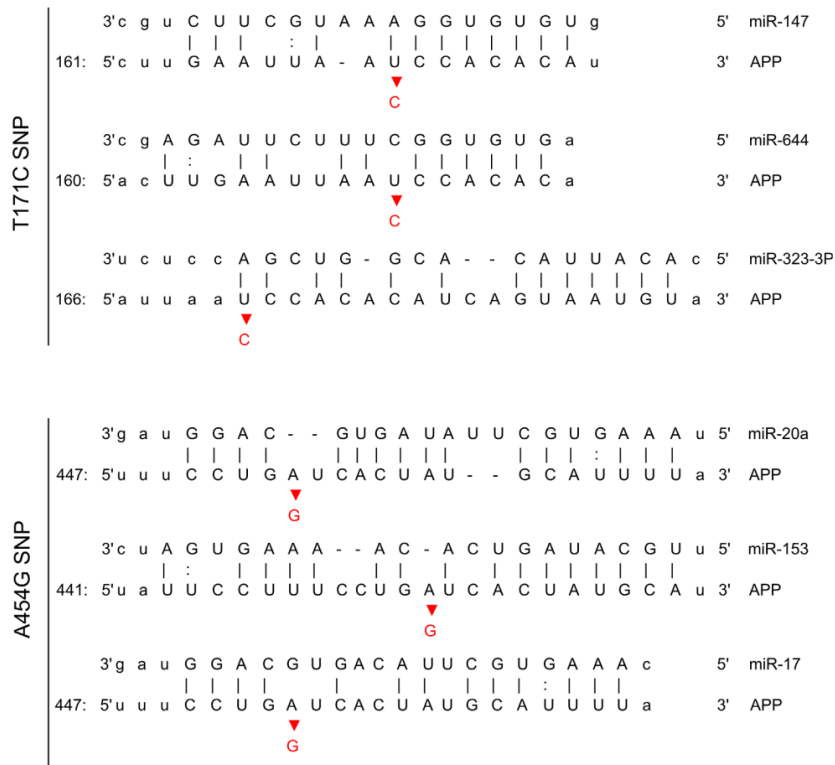 T171C SNP
3'c g u C U U C G U A A A G G U G U G U g 5' miR-147
161: 5'c u u G A A U U A - A U C C A C A C A u 3' APP
C
3'c g A G A U U C U U U C G G U G U G a 5' miR-644
160: 5'a c U U G A A U U A A U C C A C A C a 3' APP
C
3'u c u c c A G C U G - G C A - - C A U U A C A c 5' miR-323-3P
166: 5'a u u a a U C C A C A C A U C A G U A A U G U a 3' APP
C
A454G SNP
3'g a u G G A C - - G U G A U A U U C G U G A A A u 5' miR-20a
447: 5'u u u C C U G A U C A C U A U - - G C A U U U U a 3' APP
G
3'c u A G U G A A A - - A C - A C U G A U A C G U u 5' miR-153
441: 5'u a U U C C U U U C C U G A U C A C U A U G C A u 3' APP
G
3'g a u G G A C G U G A C A U U C G U G A A A c 5' miR-17
447: 5'u u u C C U G A U C A C U A U G C A U U U U a 3' APP
G